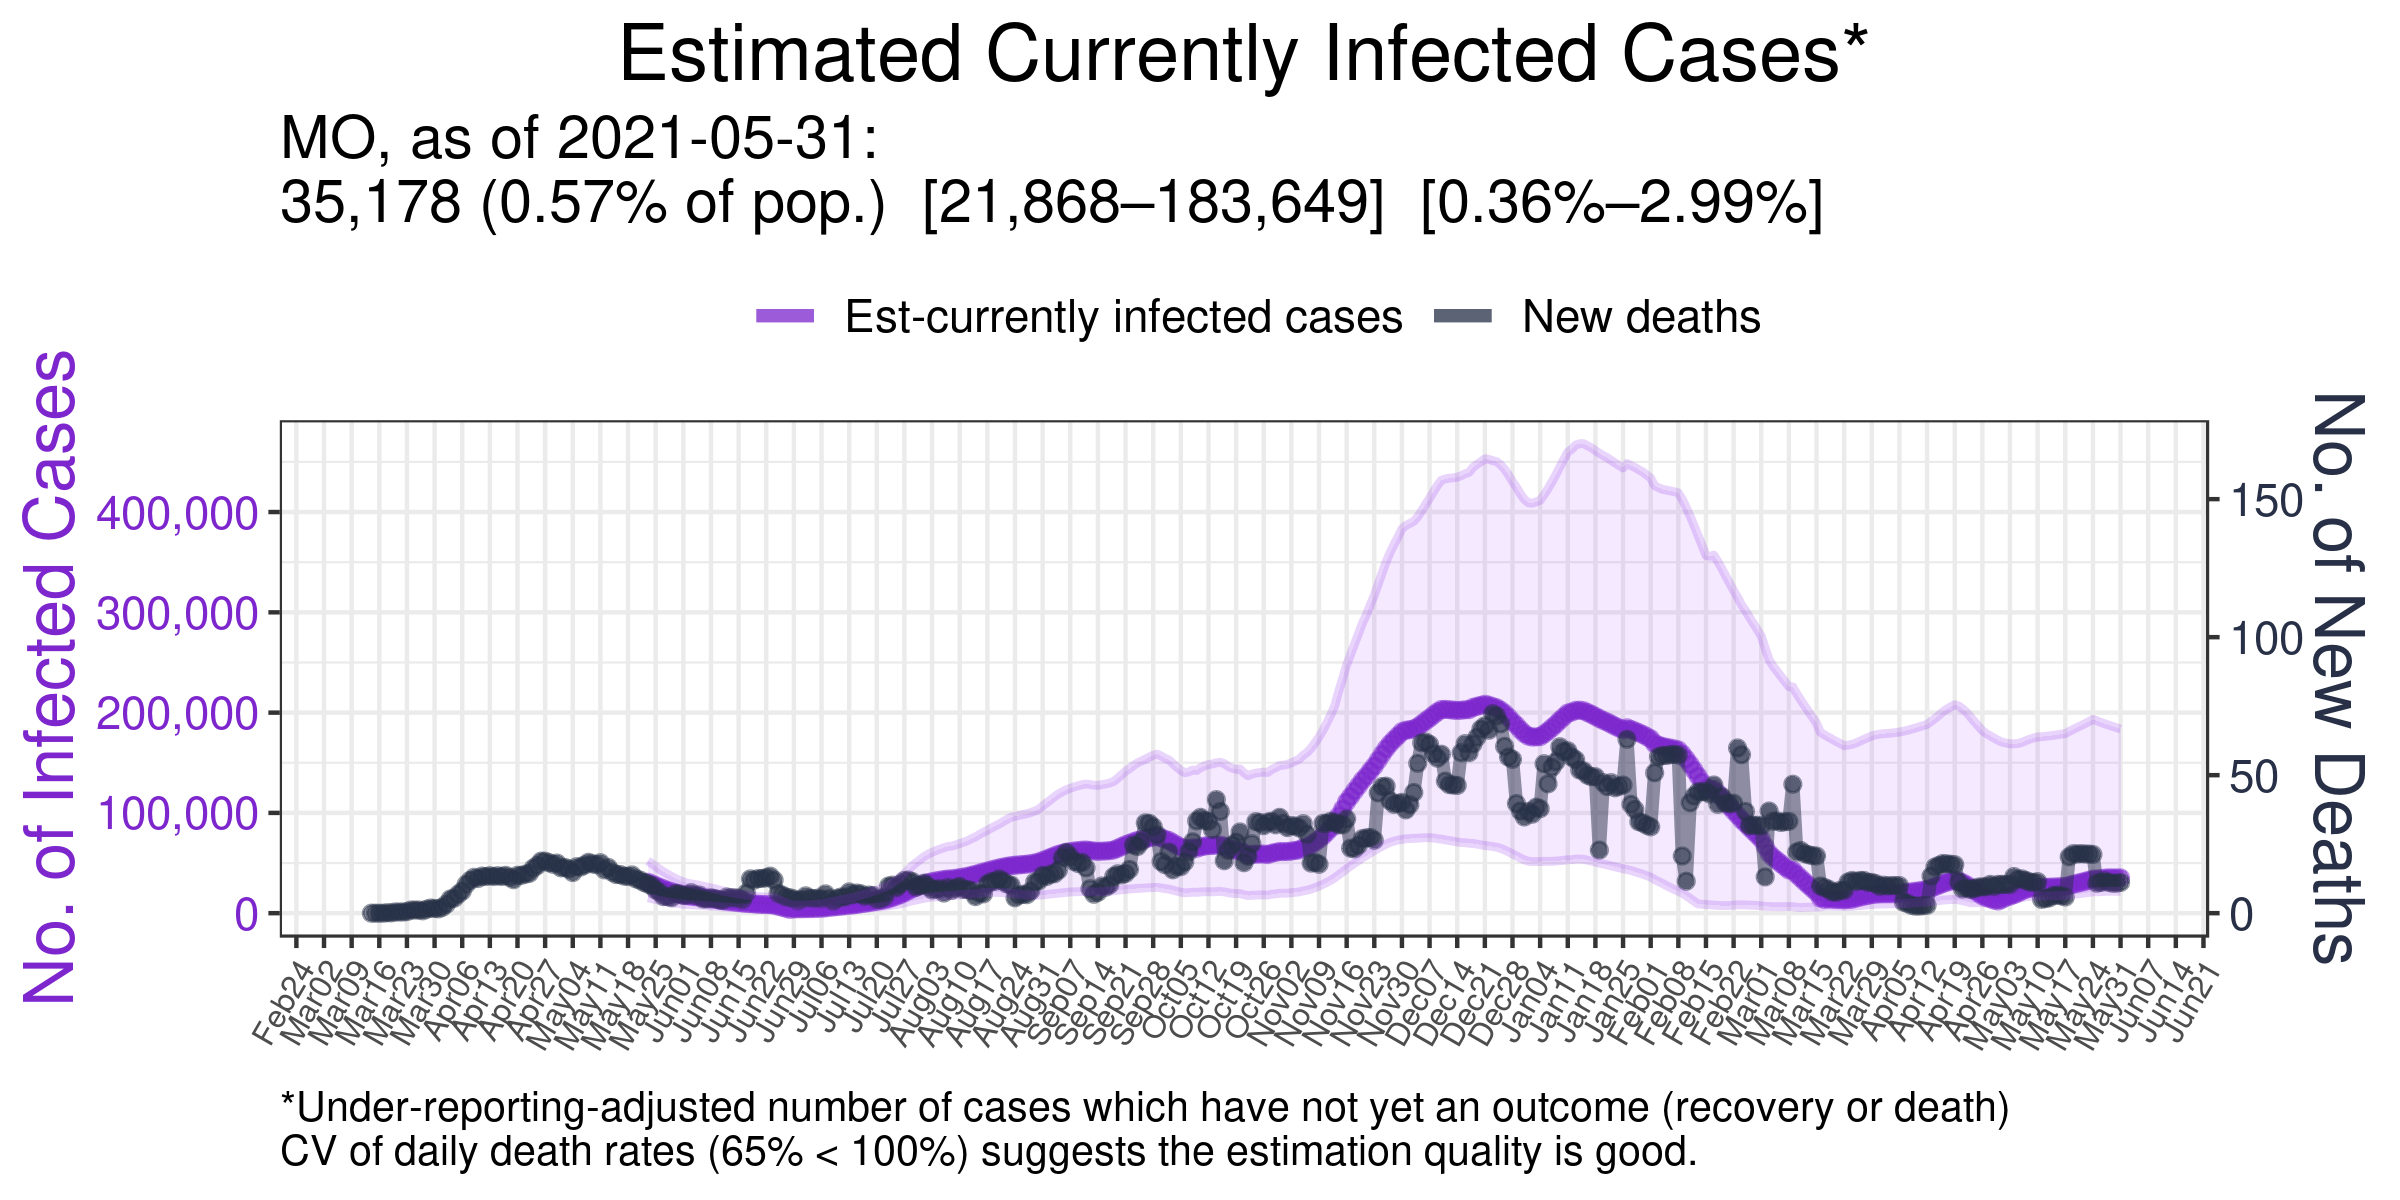 Estimated Currently Infected Cases*
MO, as of 2021-05-31:
35,178 (0.57% of pop.)  [21,868–183,649]  [0.36%–2.99%]
Est-currently infected cases
New deaths
No. of Infected Cases
400,000
300,000
200,000
100,000
0
150
100
50
0
No. of New Deaths
Feb24
Mar02
Mar09
Mar16
Mar23
Mar30
Apr06
Apr13
Apr20
Apr27
May04
May11
May18
May25
Jun01
Jun08
Jun15
Jun22
Jun29
Jul06
Jul13
Jul20
Jul27
Aug03
Aug10
Aug17
Aug24
Aug31
Sep07
Sep14
Sep21
Sep28
Oct05
Oct12
Oct19
Oct26
Nov02
Nov09
Nov16
Nov23
Nov30
Dec07
Dec14
Dec21
Dec28
Jan04
Jan11
Jan18
Jan25
Feb01
Feb08
Feb15
Feb22
Mar01
Mar08
Mar15
Mar22
Mar29
Apr05
Apr12
Apr19
Apr26
May03
May10
May17
May24
May31
Jun07
Jun14
Jun21
*Under-reporting-adjusted number of cases which have not yet an outcome (recovery or death)
CV of daily death rates (65% < 100%) suggests the estimation quality is good.